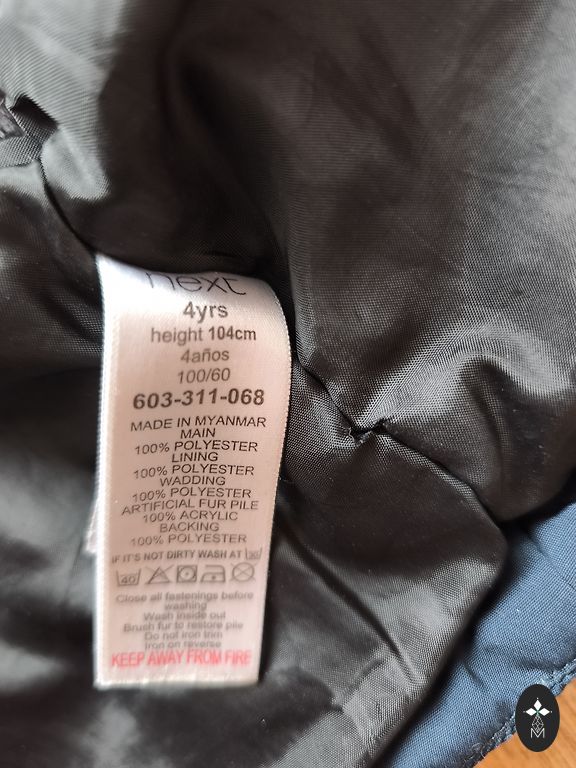 next
4yrs
height 104cm
4años
100/60
603-311-068
MADE IN MYANMAR
MAIN
100% POLYESTER
LINING
100% POLYESTER
WADDING
100% POLYESTER
ARTIFICIAL FUR PILE
100% ACRYLIC
BACKING
100% POLYESTER
IF IT'S NOT DIRTY WASH AT 30
40
Close all fastenings before
washing
Wash inside out
Brush fur to restore pile
Do not iron trim
Iron on reverse
KEEP AWAY FROM FIRE
M